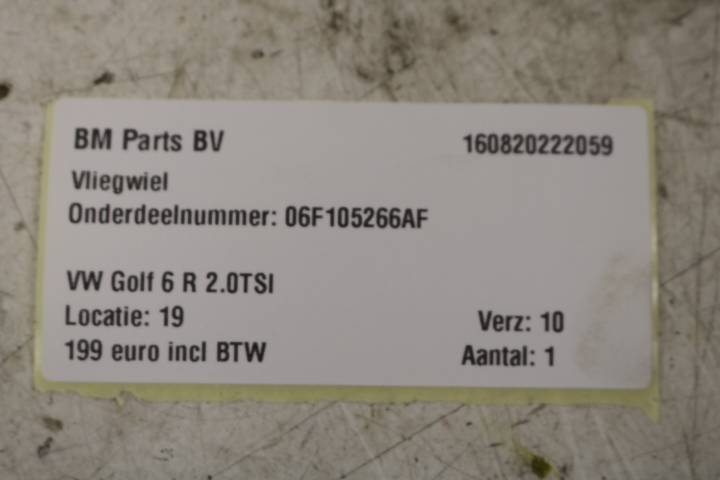 BM Parts BV 160820222059
Vliegwiel
Onderdeelnummer: 06F105266AF
VW Golf 6 R 2.0TSI
Locatie: 19 Verz: 10
199 euro incl BTW Aantal: 1